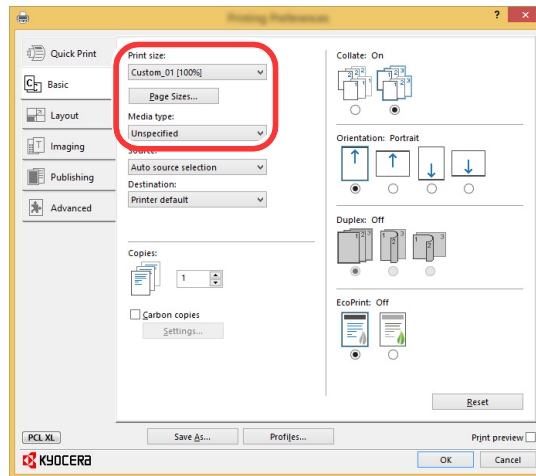 Printing Preferences
?
Quick Print
Basic
Layout
Imaging
Publishing
Advanced
Print size:
Custom_01 [100%]
Page Sizes...
Media type:
Unspecified
Source:
Auto source selection
Destination:
Printer default
Copies:
1
Carbon copies
Settings...
Collate: On
Orientation: Portrait
Duplex: Off
EcoPrint: Off
Reset
PCL XL
Save As...
Profiles...
Print preview
KYOCERA
OK
Cancel